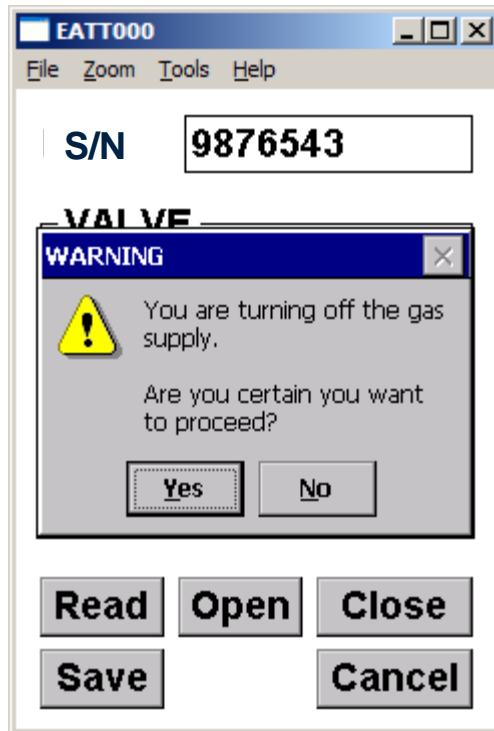 EATT000
File Zoom Tools Help
S/N 9876543
VALVE
WARNING
You are turning off the gas
supply.
Are you certain you want
to proceed?
Yes No
Read Open Close
Save Cancel